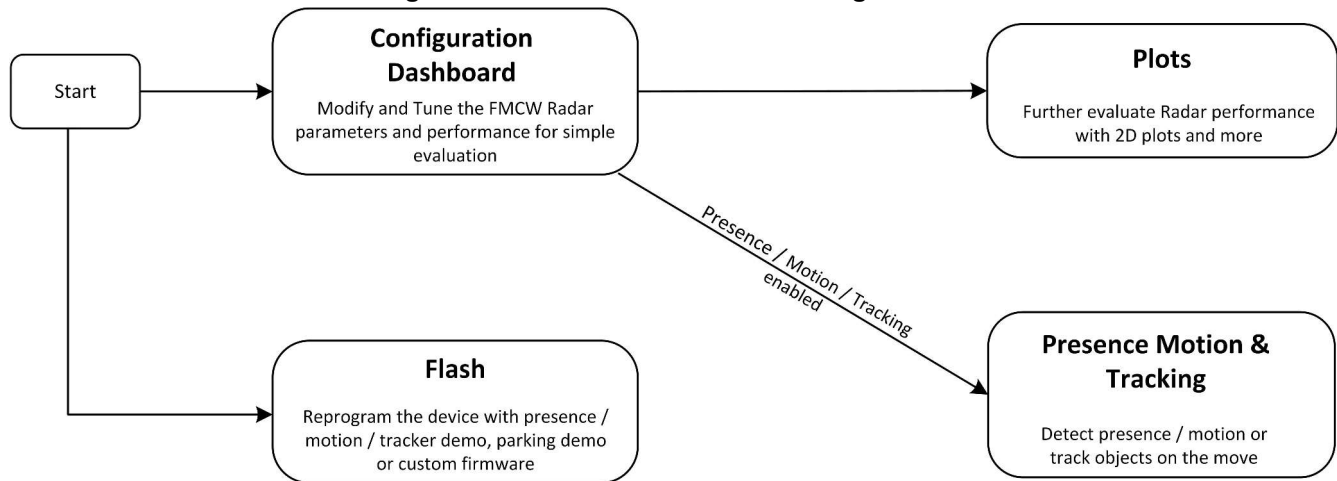 Start
Configuration
Dashboard
Modify and Tune the FMCW Radar
parameters and performance for simple
evaluation
Plots
Further evaluate Radar performance
with 2D plots and more
Presence / Motion / Tracking
enabled
Flash
Reprogram the device with presence /
motion / tracker demo, parking demo
or custom firmware
Presence Motion &
Tracking
Detect presence / motion or
track objects on the move